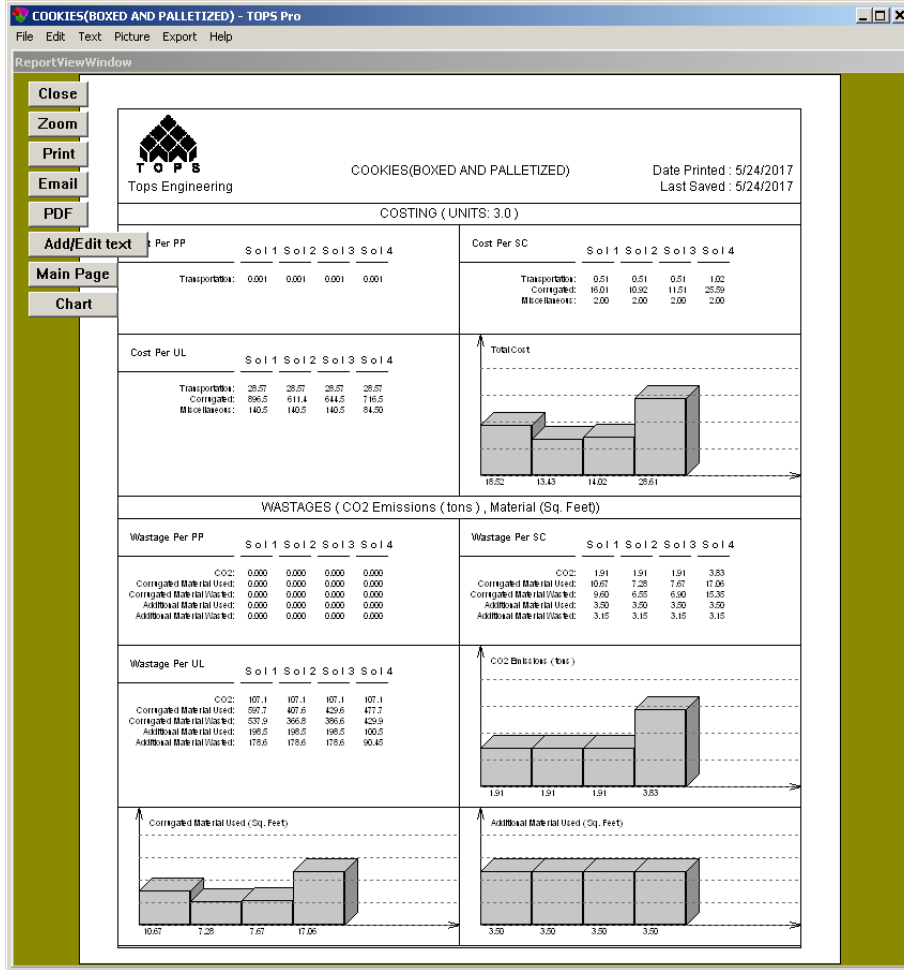 COOKIES(BOXED AND PALLETIZED) - TOPS Pro
File Edit Text Picture Export Help
ReportViewWindow
Close
Zoom
Print
Email
PDF
Add/Edit text
Main Page
Chart
TOPS
Tops Engineering
COOKIES(BOXED AND PALLETIZED)
Date Printed : 5/24/2017
Last Saved : 5/24/2017
COSTING ( UNITS: 3.0 )
t Per PP
Sol 1 Sol 2 Sol 3 Sol 4
Transportation: 0.001 0.001 0.001 0.001
Cost Per SC
Sol 1 Sol 2 Sol 3 Sol 4
Transportation: 0.51 0.51 0.51 1.02
Corrugated: 16.01 10.92 11.51 25.59
Miscellaneous: 2.00 2.00 2.00 2.00
Cost Per UL
Sol 1 Sol 2 Sol 3 Sol 4
Transportation: 28.57 28.57 28.57 28.57
Corrugated: 896.5 611.4 644.5 716.5
Miscellaneous: 140.5 140.5 140.5 84.50
Total Cost
18.52 13.43 14.02 28.61
WASTAGES ( CO2 Emissions ( tons ) , Material (Sq. Feet))
Wastage Per PP
Sol 1 Sol 2 Sol 3 Sol 4
CO2: 0.000 0.000 0.000 0.000
Corrugated Material Used: 0.000 0.000 0.000 0.000
Corrugated Material Wasted: 0.000 0.000 0.000 0.000
Additional Material Used: 0.000 0.000 0.000 0.000
Additional Material Wasted: 0.000 0.000 0.000 0.000
Wastage Per SC
Sol 1 Sol 2 Sol 3 Sol 4
CO2: 1.91 1.91 1.91 3.83
Corrugated Material Used: 10.67 7.28 7.67 17.06
Corrugated Material Wasted: 9.60 6.55 6.90 15.35
Additional Material Used: 3.50 3.50 3.50 3.50
Additional Material Wasted: 3.15 3.15 3.15 3.15
Wastage Per UL
Sol 1 Sol 2 Sol 3 Sol 4
CO2: 107.1 107.1 107.1 107.1
Corrugated Material Used: 597.7 407.6 429.6 477.7
Corrugated Material Wasted: 537.9 366.8 386.6 429.9
Additional Material Used: 198.5 198.5 198.5 100.5
Additional Material Wasted: 178.6 178.6 178.6 90.45
CO2 Emissions ( tons )
1.91 1.91 1.91 3.83
Corrugated Material Used (Sq. Feet)
10.67 7.28 7.67 17.06
Additional Material Used (Sq. Feet)
3.50 3.50 3.50 3.50